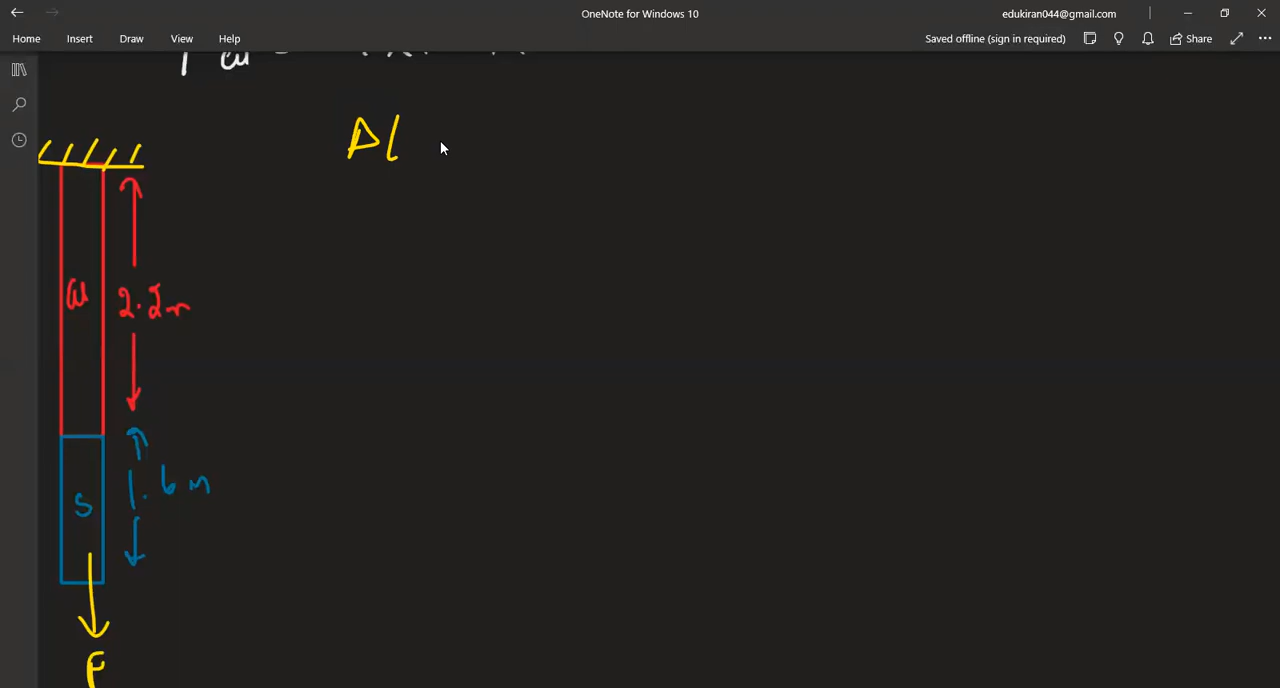 OneNote for Windows 10
edukiran044@gmail.com
Home Insert Draw View Help
Saved offline (sign in required)
Share
Δl
Cu
2.2m
S
1.6 m
F